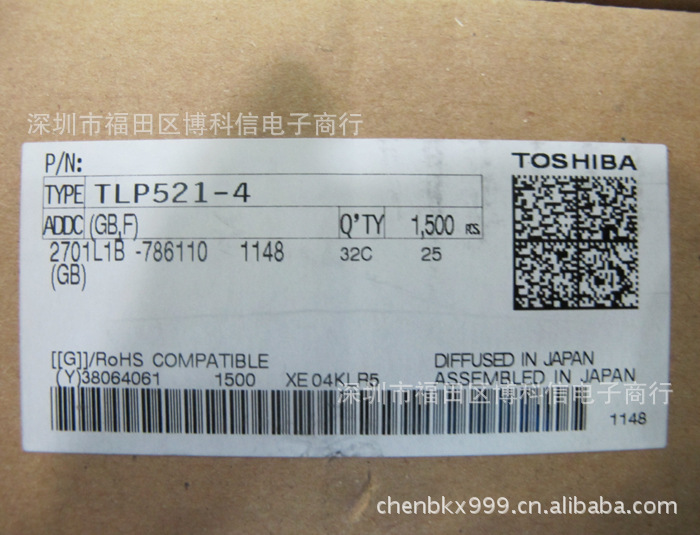 深圳市福田区博科信电子商行
P/N:
TOSHIBA
TYPE TLP521-4
ADDC (GB,F) Q'TY 1,500 PCS.
2701L1B -786110 1148 32C 25
(GB)
[[G]]/RoHS COMPATIBLE DIFFUSED IN JAPAN
(Y)38064061 1500 XE 04KLR5 ASSEMBLED IN JAPAN
深圳市福田区博科信电子商行
1148
chenbkx999.cn.alibaba.com